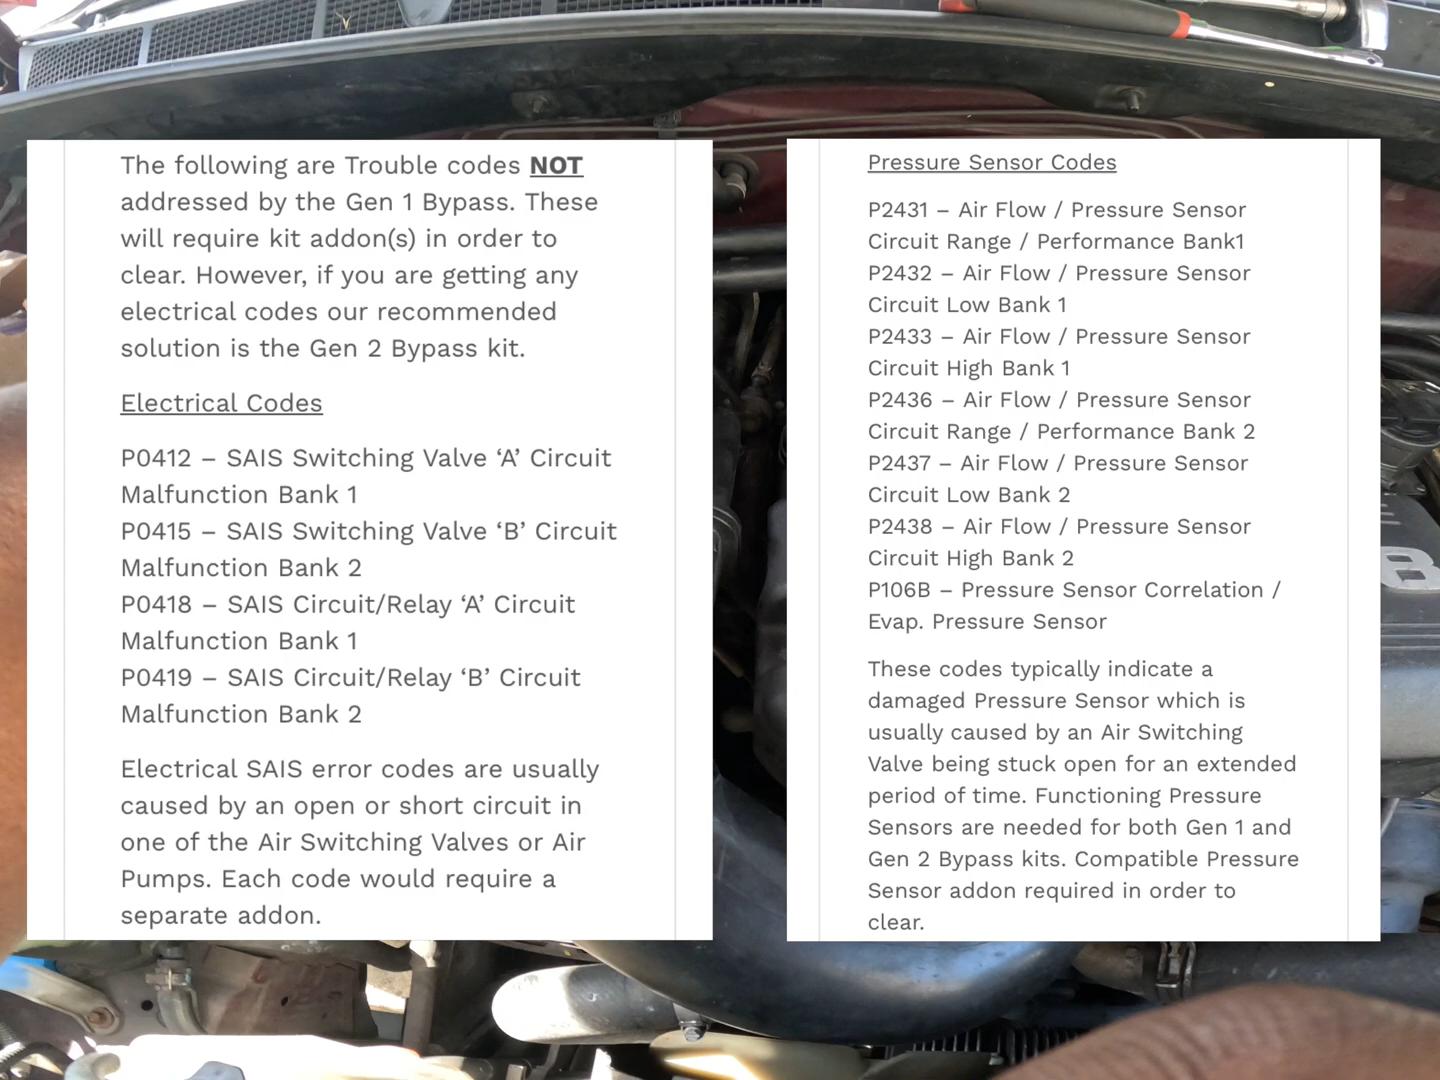 The following are Trouble codes NOT
addressed by the Gen 1 Bypass. These
will require kit addon(s) in order to
clear. However, if you are getting any
electrical codes our recommended
solution is the Gen 2 Bypass kit.
Electrical Codes
P0412 – SAIS Switching Valve ‘A’ Circuit
Malfunction Bank 1
P0415 – SAIS Switching Valve ‘B’ Circuit
Malfunction Bank 2
P0418 – SAIS Circuit/Relay ‘A’ Circuit
Malfunction Bank 1
P0419 – SAIS Circuit/Relay ‘B’ Circuit
Malfunction Bank 2
Electrical SAIS error codes are usually
caused by an open or short circuit in
one of the Air Switching Valves or Air
Pumps. Each code would require a
separate addon.
Pressure Sensor Codes
P2431 – Air Flow / Pressure Sensor
Circuit Range / Performance Bank1
P2432 – Air Flow / Pressure Sensor
Circuit Low Bank 1
P2433 – Air Flow / Pressure Sensor
Circuit High Bank 1
P2436 – Air Flow / Pressure Sensor
Circuit Range / Performance Bank 2
P2437 – Air Flow / Pressure Sensor
Circuit Low Bank 2
P2438 – Air Flow / Pressure Sensor
Circuit High Bank 2
P106B – Pressure Sensor Correlation /
Evap. Pressure Sensor
These codes typically indicate a
damaged Pressure Sensor which is
usually caused by an Air Switching
Valve being stuck open for an extended
period of time. Functioning Pressure
Sensors are needed for both Gen 1 and
Gen 2 Bypass kits. Compatible Pressure
Sensor addon required in order to
clear.